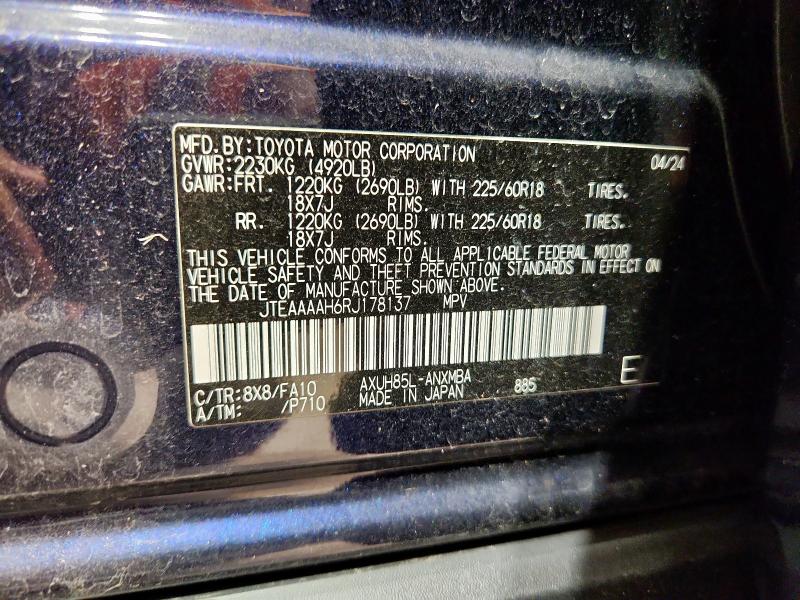 MFD.BY:TOYOTA MOTOR CORPORATION 04/24
GVWR:2230KG (4920LB)
GAWR:FRT. 1220KG (2690LB) WITH 225/60R18 TIRES.
18X7J RIMS.
RR. 1220KG (2690LB) WITH 225/60R18 TIRES.
18X7J RIMS.
THIS VEHICLE CONFORMS TO ALL APPLICABLE FEDERAL MOTOR
VEHICLE SAFETY AND THEFT PREVENTION STANDARDS IN EFFECT ON
THE DATE OF MANUFACTURE SHOWN ABOVE.
JTEAAAAH6RJ178137 MPV
C/TR:8X8/FA10 AXUH85L-ANXMBA 885 E
A/TM: /P710 MADE IN JAPAN